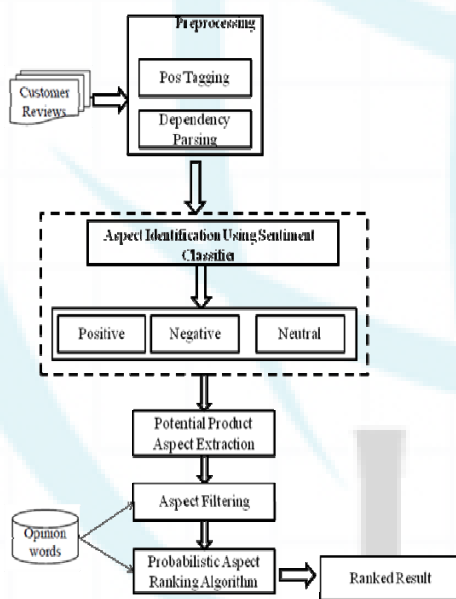 Preprocessing
Customer
Reviews
Pos Tagging
Dependency
Parsing
Aspect Identification Using Sentiment
Classifier
Positive
Negative
Neutral
Potential Product
Aspect Extraction
Aspect Filtering
Opinion
words
Probabilistic Aspect
Ranking Algorithm
Ranked Result